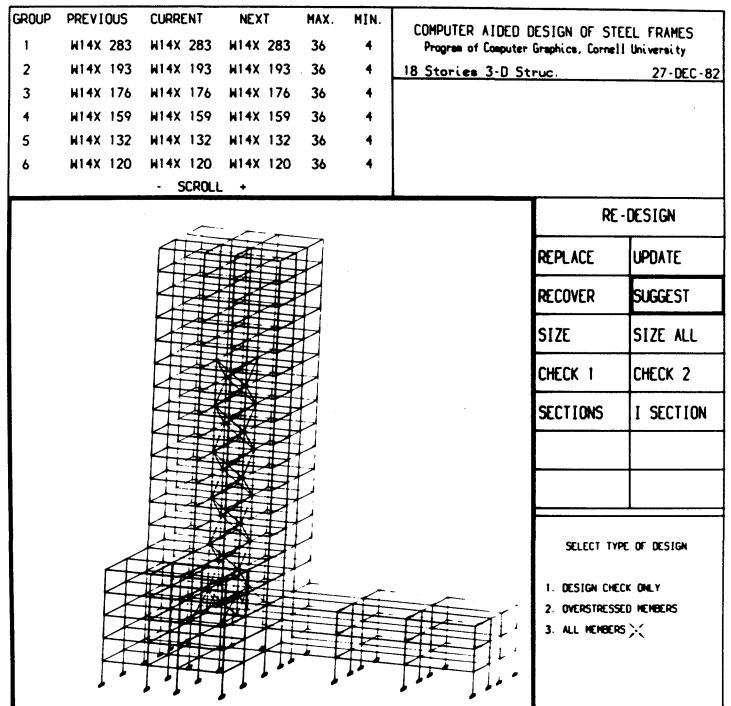 GROUP PREVIOUS CURRENT NEXT MAX. MIN.
1 W14X 283 W14X 283 W14X 283 36 4
2 W14X 193 W14X 193 W14X 193 36 4
3 W14X 176 W14X 176 W14X 176 36 4
4 W14X 159 W14X 159 W14X 159 36 4
5 W14X 132 W14X 132 W14X 132 36 4
6 W14X 120 W14X 120 W14X 120 36 4
- SCROLL +
COMPUTER AIDED DESIGN OF STEEL FRAMES
Program of Computer Graphics, Cornell University
18 Stories 3-D Struc. 27-DEC-82
RE-DESIGN
REPLACE UPDATE
RECOVER SUGGEST
SIZE SIZE ALL
CHECK 1 CHECK 2
SECTIONS I SECTION
SELECT TYPE OF DESIGN
1. DESIGN CHECK ONLY
2. OVERSTRESSED MEMBERS
3. ALL MEMBERS